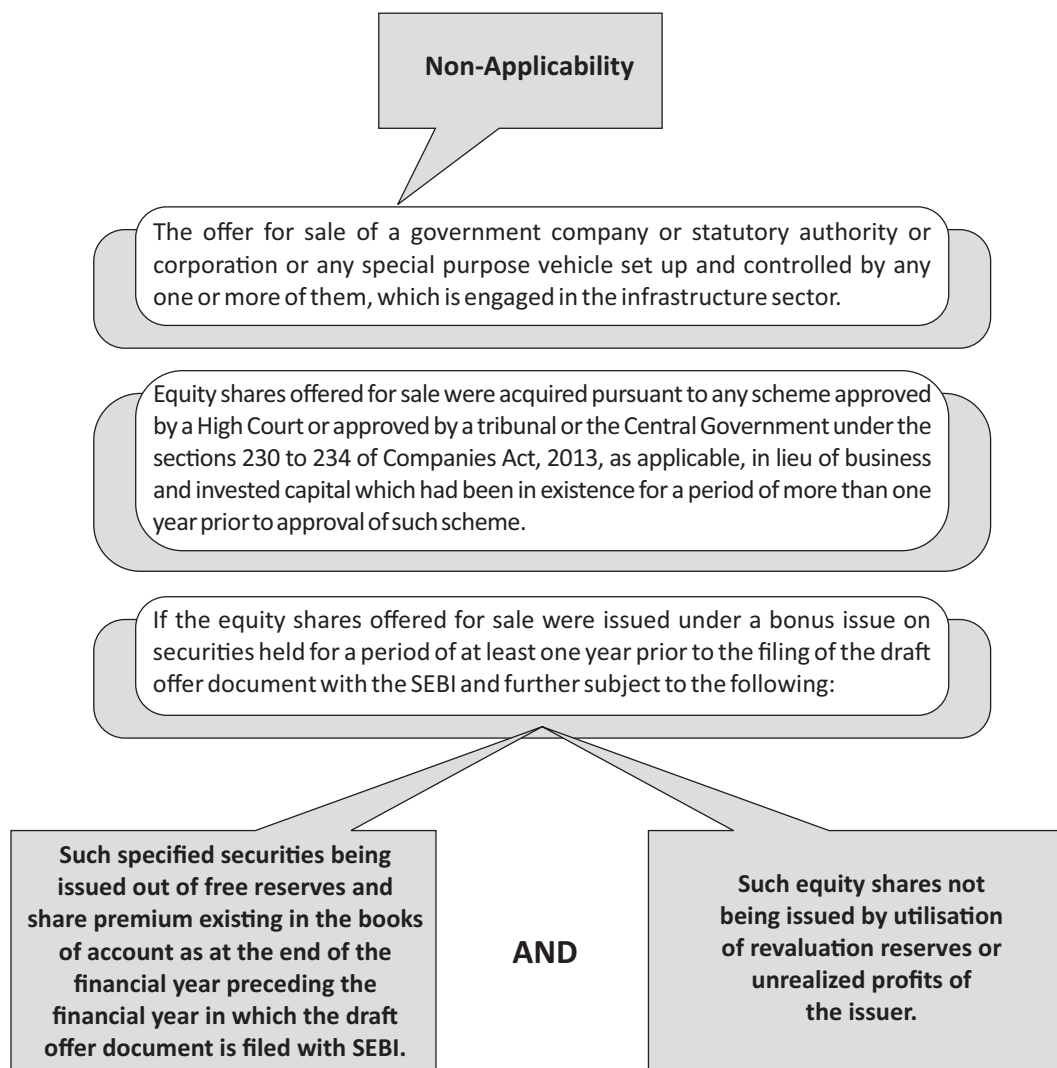 Non-Applicability
The offer for sale of a government company or statutory authority or
corporation or any special purpose vehicle set up and controlled by any
one or more of them, which is engaged in the infrastructure sector.
Equity shares offered for sale were acquired pursuant to any scheme approved
by a High Court or approved by a tribunal or the Central Government under the
sections 230 to 234 of Companies Act, 2013, as applicable, in lieu of business
and invested capital which had been in existence for a period of more than one
year prior to approval of such scheme.
If the equity shares offered for sale were issued under a bonus issue on
securities held for a period of at least one year prior to the filing of the draft
offer document with the SEBI and further subject to the following:
Such specified securities being
issued out of free reserves and
share premium existing in the books
of account as at the end of the
financial year preceding the
financial year in which the draft
offer document is filed with SEBI.
AND
Such equity shares not
being issued by utilisation
of revaluation reserves or
unrealized profits of
the issuer.